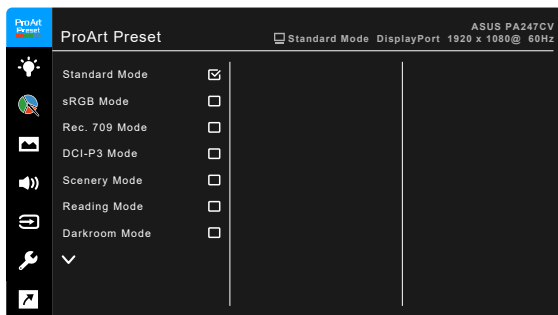 ProArt
Preset
ProArt Preset
ASUS PA247CV
Standard Mode DisplayPort 1920 x 1080@ 60Hz
Standard Mode
sRGB Mode
Rec. 709 Mode
DCI-P3 Mode
Scenery Mode
Reading Mode
Darkroom Mode